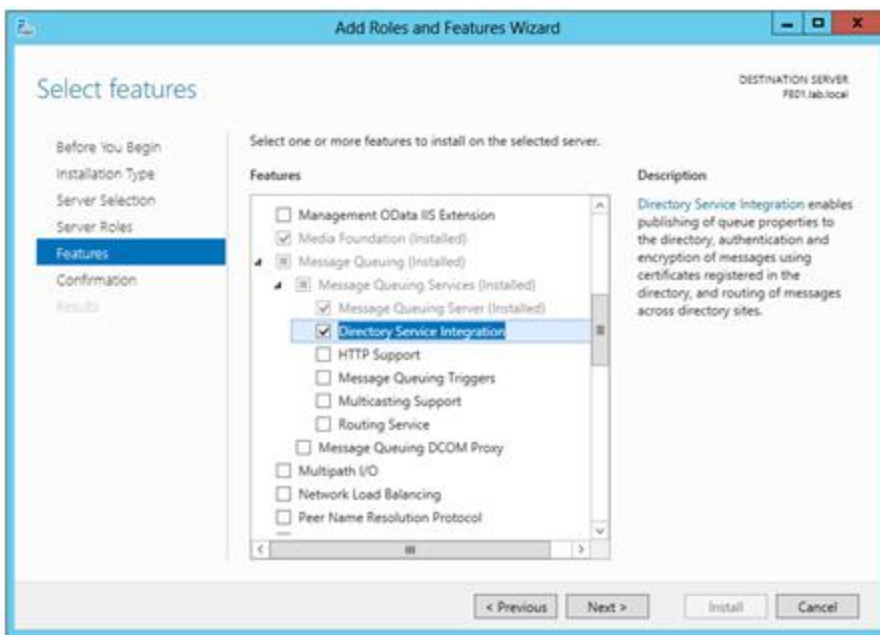 Add Roles and Features Wizard
Select features
DESTINATION SERVER
FE01.lab.local
Before You Begin
Installation Type
Server Selection
Server Roles
Features
Confirmation
Results
Select one or more features to install on the selected server.
Features
Management OData IIS Extension
Media Foundation (Installed)
Message Queuing (Installed)
Message Queuing Services (Installed)
Message Queuing Server (Installed)
Directory Service Integration
HTTP Support
Message Queuing Triggers
Multicasting Support
Routing Service
Message Queuing DCOM Proxy
Multipath I/O
Network Load Balancing
Peer Name Resolution Protocol
Description
Directory Service Integration enables
publishing of queue properties to
the directory, authentication and
encryption of messages using
certificates registered in the
directory, and routing of messages
across directory sites.
< Previous
Next >
Install
Cancel